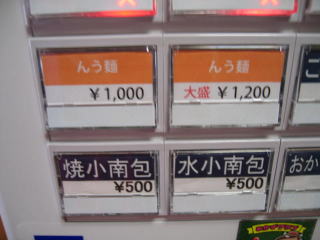 んう麺
¥1,000
んう麺
大盛 ¥1,200
焼小南包
¥500
水小南包
¥500
おか